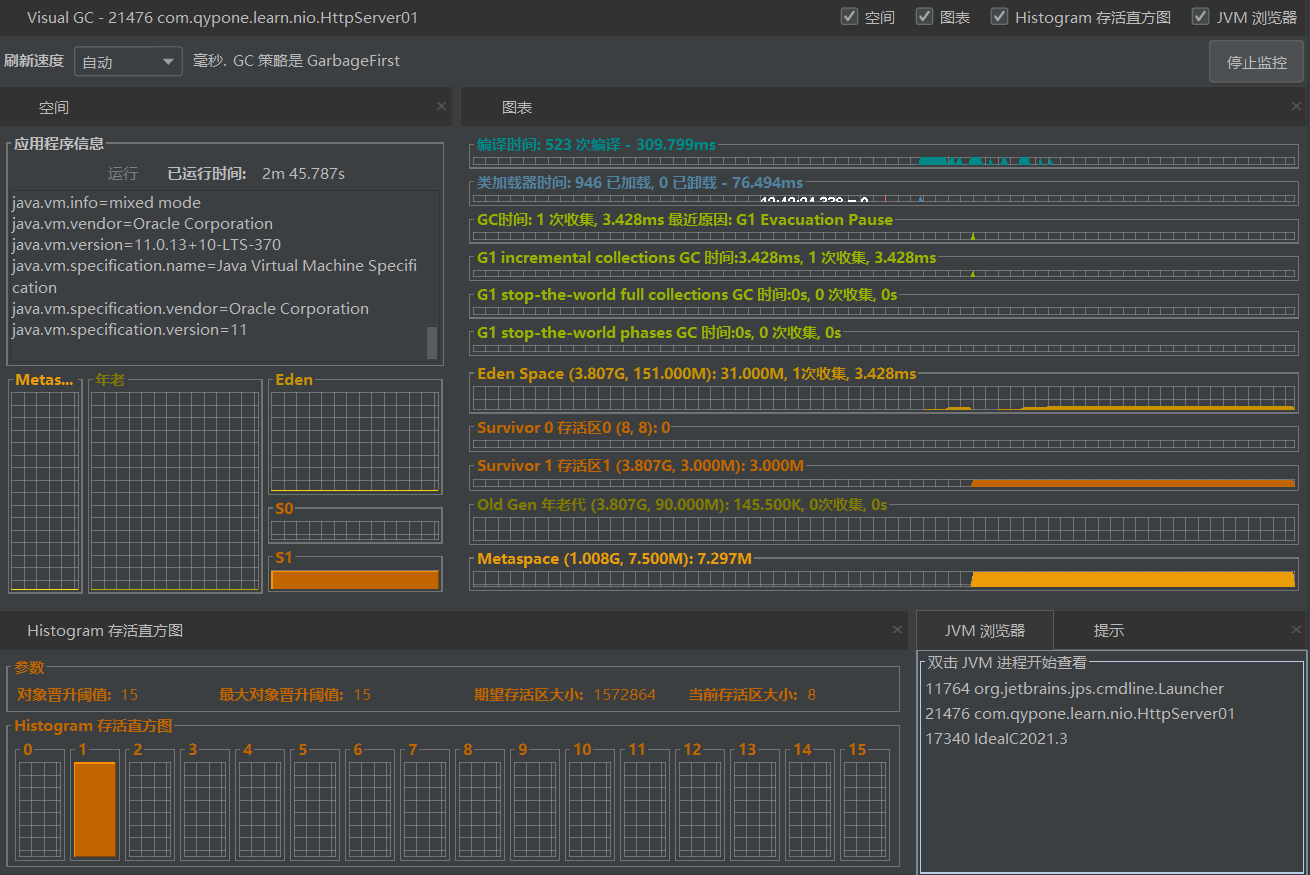 Visual GC - 21476 com.qypone.learn.nio.HttpServer01
空间
图表
Histogram 存活直方图
JVM 浏览器
刷新速度 自动 毫秒. GC 策略是 GarbageFirst
停止监控
空间
应用程序信息
运行 已运行时间: 2m 45.787s
java.vm.info=mixed mode
java.vm.vendor=Oracle Corporation
java.vm.version=11.0.13+10-LTS-370
java.vm.specification.name=Java Virtual Machine Specifi
cation
java.vm.specification.vendor=Oracle Corporation
java.vm.specification.version=11
Metas...
年老
Eden
S0
S1
图表
编译时间: 523 次编译 - 309.799ms
类加载器时间: 946 已加载, 0 已卸载 - 76.494ms
GC时间: 1 次收集, 3.428ms 最近原因: G1 Evacuation Pause
G1 incremental collections GC 时间:3.428ms, 1 次收集, 3.428ms
G1 stop-the-world full collections GC 时间:0s, 0 次收集, 0s
G1 stop-the-world phases GC 时间:0s, 0 次收集, 0s
Eden Space (3.807G, 151.000M): 31.000M, 1次收集, 3.428ms
Survivor 0 存活区0 (8, 8): 0
Survivor 1 存活区1 (3.807G, 3.000M): 3.000M
Old Gen 年老代 (3.807G, 90.000M): 145.500K, 0次收集, 0s
Metaspace (1.008G, 7.500M): 7.297M
Histogram 存活直方图
参数
对象晋升阈值: 15 最大对象晋升阈值: 15 期望存活区大小: 1572864 当前存活区大小: 8
Histogram 存活直方图
0 1 2 3 4 5 6 7 8 9 10 11 12 13 14 15
JVM 浏览器
提示
双击 JVM 进程开始查看
11764 org.jetbrains.jps.cmdline.Launcher
21476 com.qypone.learn.nio.HttpServer01
17340 IdeaIC2021.3